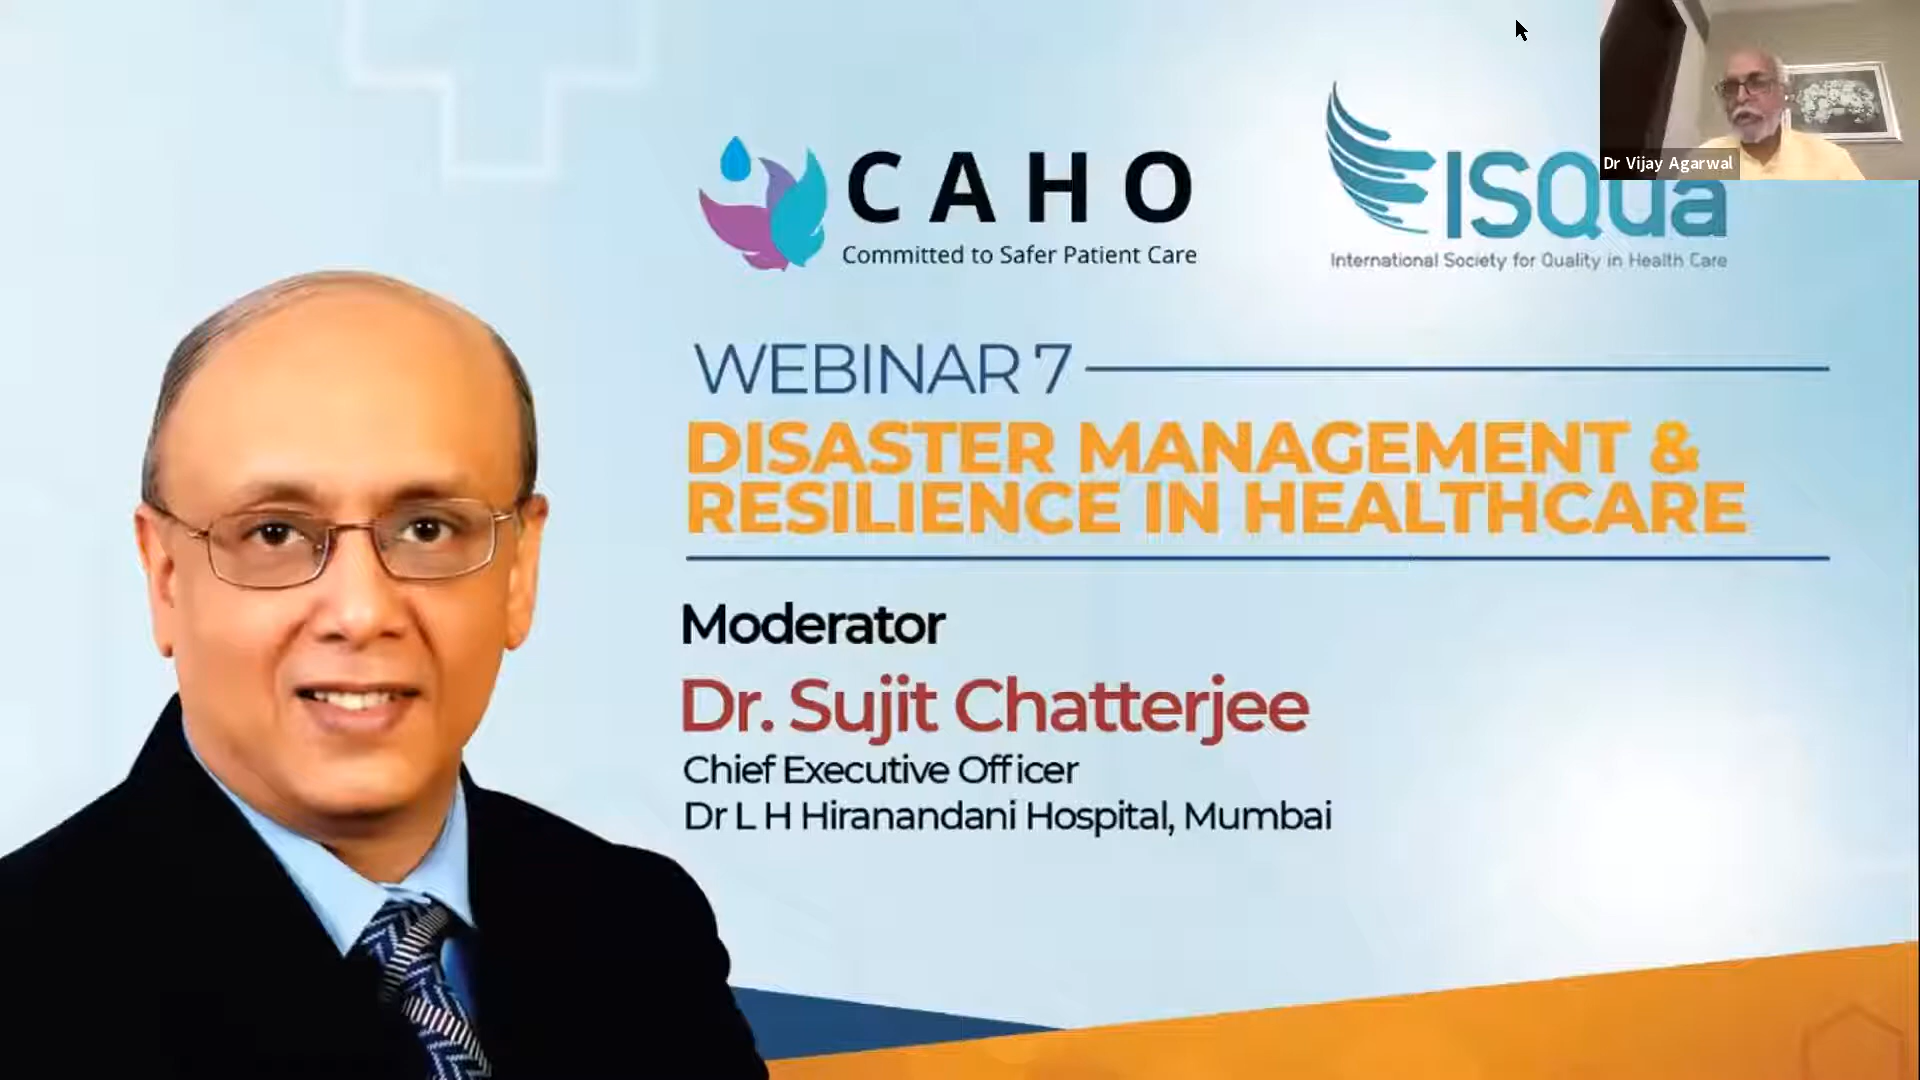 CAHO
Committed to Safer Patient Care
ISQua
International Society for Quality in Health Care
Dr Vijay Agarwal
WEBINAR 7
DISASTER MANAGEMENT &
RESILIENCE IN HEALTHCARE
Moderator
Dr. Sujit Chatterjee
Chief Executive Officer
Dr L H Hiranandani Hospital, Mumbai